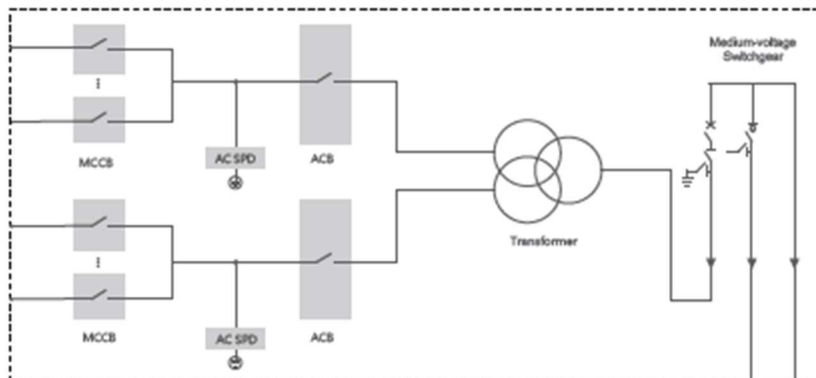 Medium-voltage
Switchgear
AC SPD
MCCB
ACB
Transformer
AC SPD
MCCB
ACB